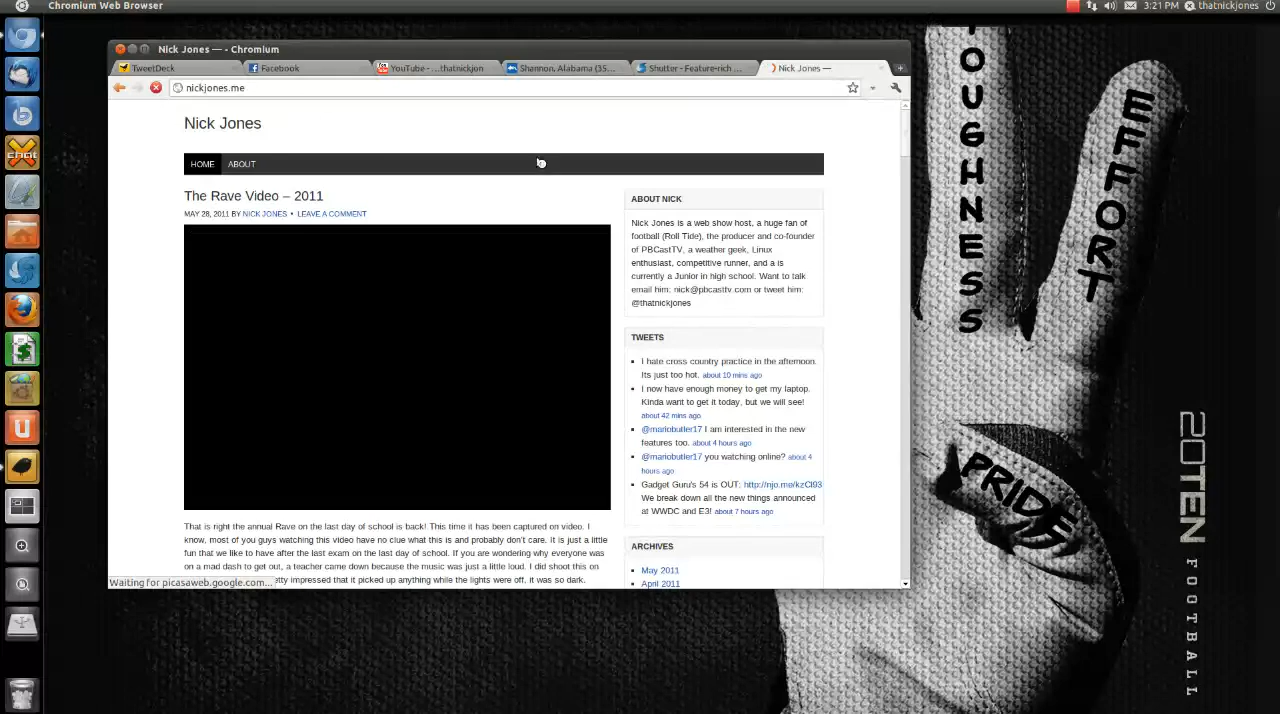 Chromium Web Browser
3:21 PM
thatnickjones
Nick Jones — - Chromium
TweetDeck
Facebook
YouTube - ...thatnickjon
Shannon, Alabama (35...
Shutter - Feature-rich ...
Nick Jones —
nickjones.me
Nick Jones
HOME
ABOUT
The Rave Video – 2011
MAY 28, 2011 BY NICK JONES • LEAVE A COMMENT
That is right the annual Rave on the last day of school is back! This time it has been captured on video. I
know, most of you guys watching this video have no clue what this is and probably don't care. It is just a little
fun that we like to have after the last exam on the last day of school. If you are wondering why everyone was
on a mad dash to get out, a teacher came down because the music was just a little loud. I did shoot this on
etty impressed that it picked up anything while the lights were off, it was so dark.
Waiting for picasaweb.google.com...
ABOUT NICK
Nick Jones is a web show host, a huge fan of
football (Roll Tide), the producer and co-founder
of PBCastTV, a weather geek, Linux
enthusiast, competitive runner, and a is
currently a Junior in high school. Want to talk
email him: nick@pbcasttv.com or tweet him:
@thatnickjones
TWEETS
I hate cross country practice in the afternoon.
Its just too hot. about 10 mins ago
I now have enough money to get my laptop.
Kinda want to get it today, but we will see!
about 42 mins ago
@mariobutler17 I am interested in the new
features too. about 4 hours ago
@mariobutler17 you watching online? about 4
hours ago
Gadget Guru's 54 is OUT: http://njo.me/kzCl93
We break down all the new things announced
at WWDC and E3! about 7 hours ago
ARCHIVES
May 2011
April 2011
xchat
U
TOUGHNESS
EFFORT
PRIDE
20TEN FOOTBALL